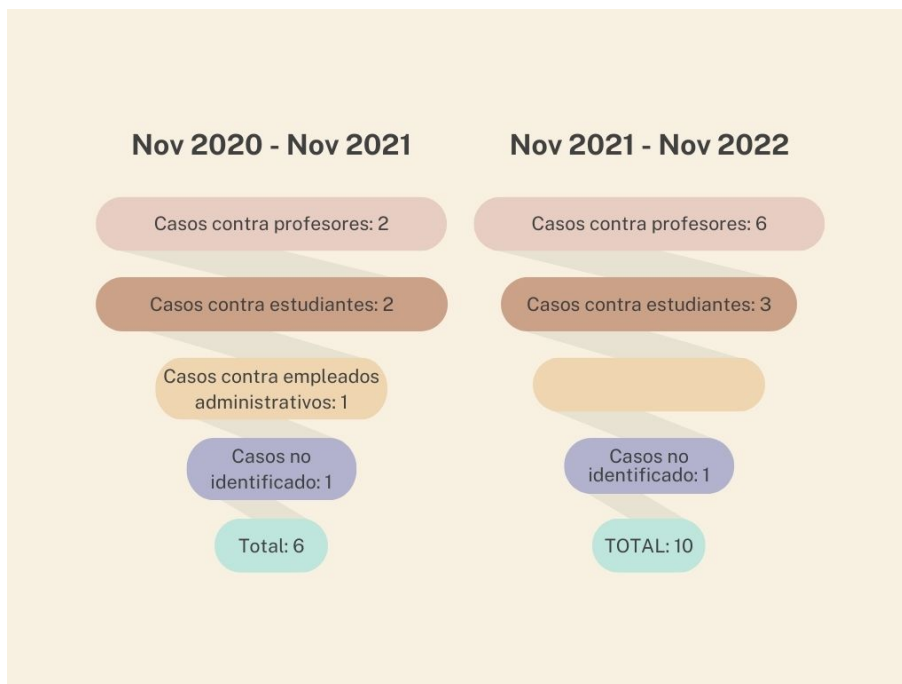 Nov 2020 - Nov 2021
Casos contra profesores: 2
Casos contra estudiantes: 2
Casos contra empleados
administrativos: 1
Casos no
identificado: 1
Total: 6
Nov 2021 - Nov 2022
Casos contra profesores: 6
Casos contra estudiantes: 3
Casos no
identificado: 1
TOTAL: 10